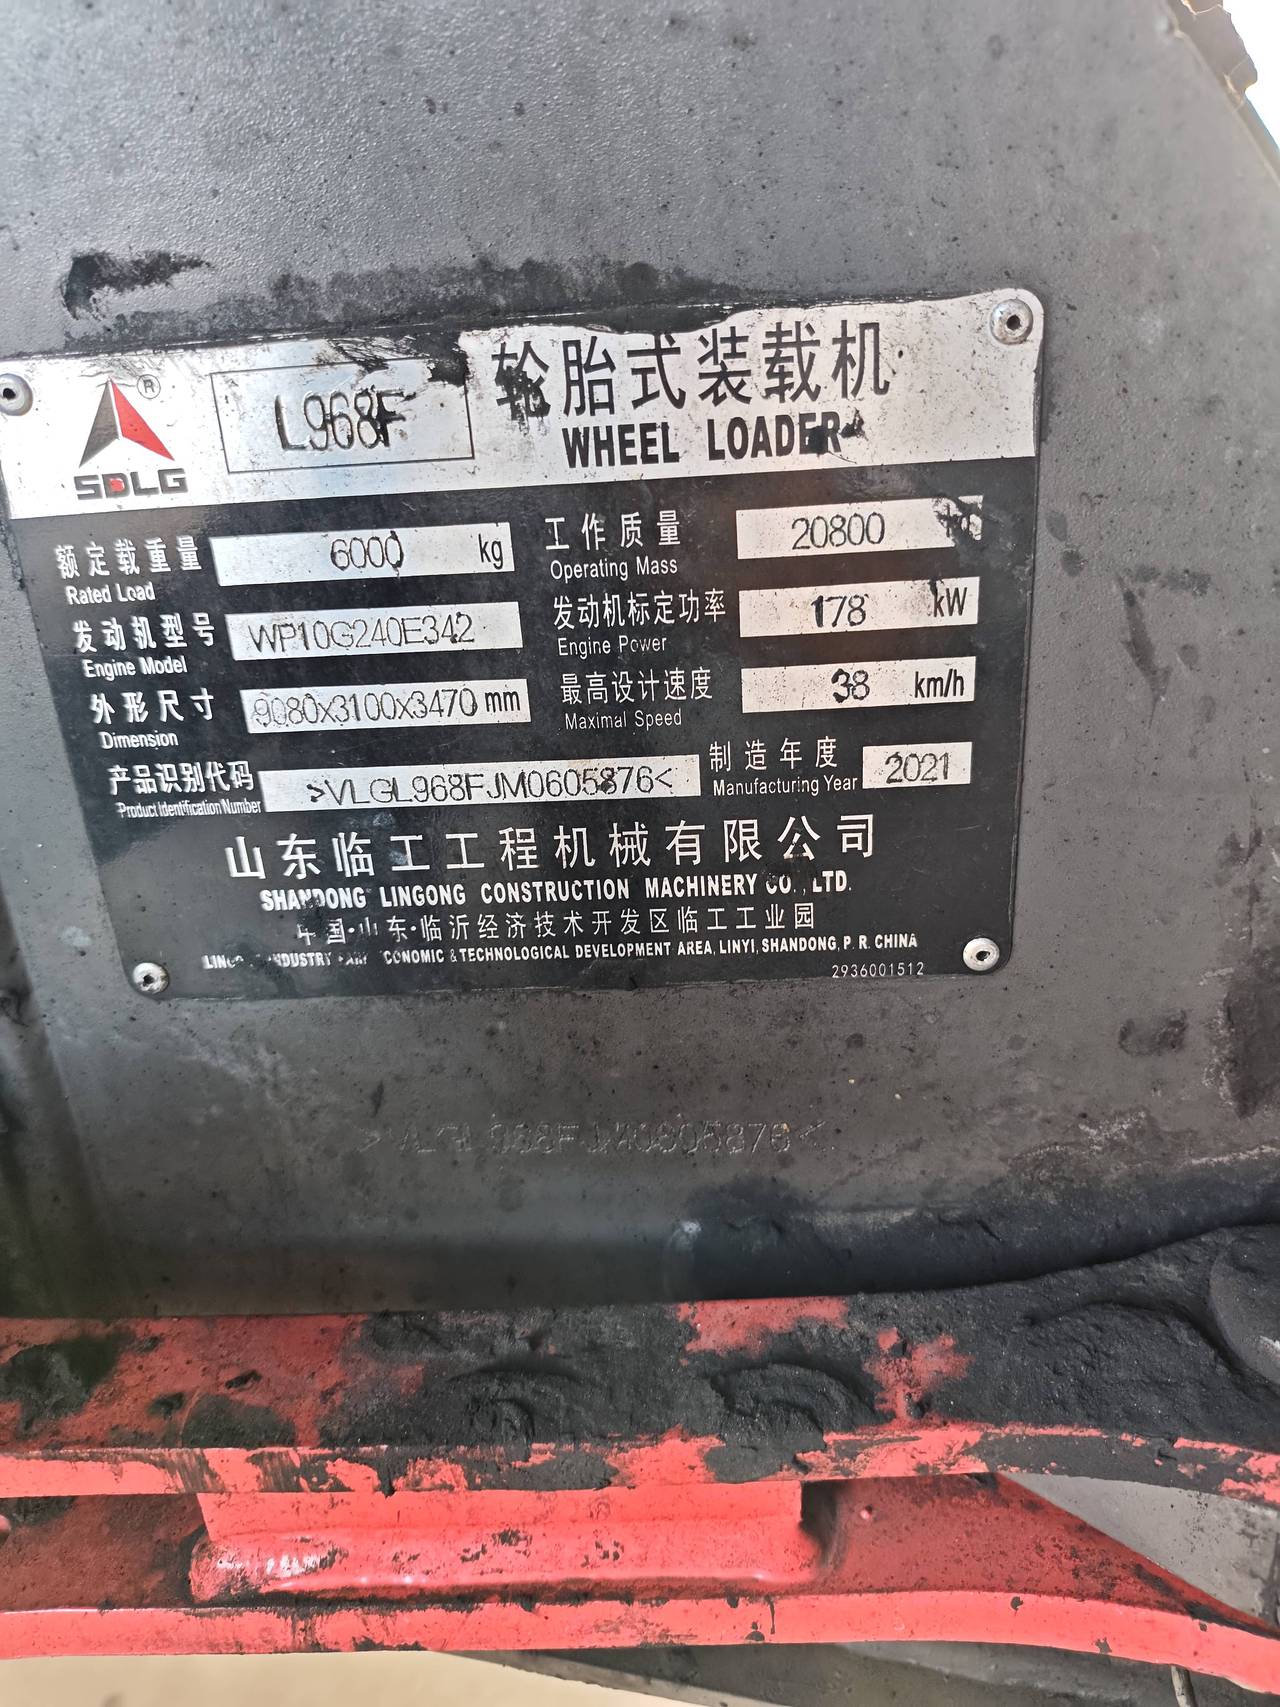 SDLG ®
L968F
轮胎式装载机
WHEEL LOADER
额定载重量 6000 kg 工作质量 20800 kg
Rated Load Operating Mass
发动机型号 WP10G240E342 发动机标定功率 178 kW
Engine Model Engine Power
外形尺寸 9080x3100x3470 mm 最高设计速度 38 km/h
Dimension Maximal Speed
产品识别代码 >VLGL968FJM0605876< 制造年度 2021
Product Identification Number Manufacturing Year
山东临工工程机械有限公司
SHANDONG LINGONG CONSTRUCTION MACHINERY CO.,LTD.
中国·山东·临沂经济技术开发区临工工业园
INDUSTRY ECONOMIC & TECHNOLOGICAL DEVELOPMENT AREA, LINYI, SHANDONG, P. R. CHINA
2936001512
>VLGL968FJM0605876<